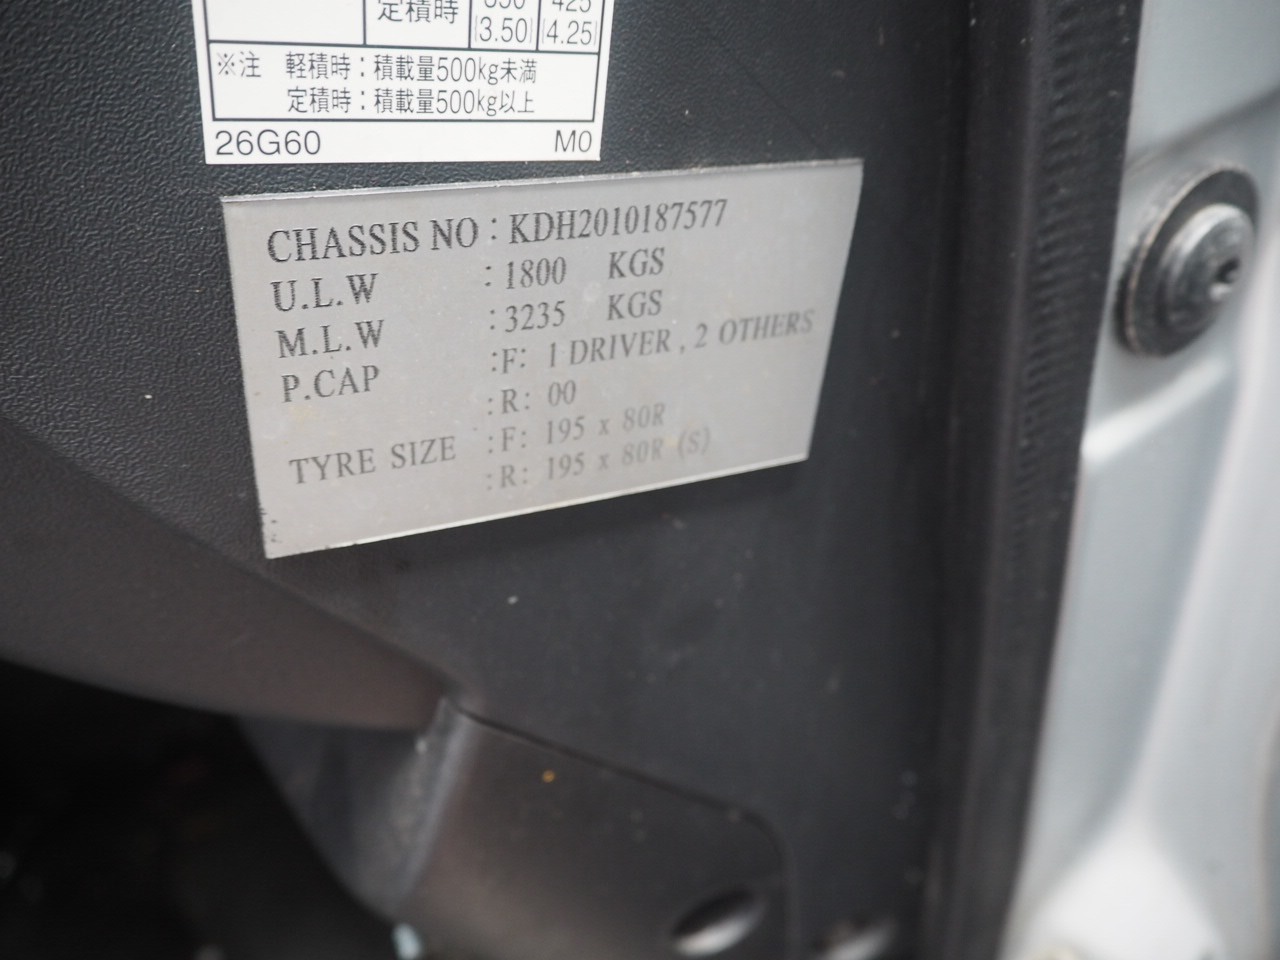 定積時
425
(3.50)
(4.25)
※注 軽積時：積載量500kg未満
定積時：積載量500kg以上
26G60 M0
CHASSIS NO : KDH2010187577
U.L.W : 1800 KGS
M.L.W : 3235 KGS
P.CAP :F: 1 DRIVER , 2 OTHERS
:R: 00
TYRE SIZE :F: 195 x 80R
:R: 195 x 80R (S)